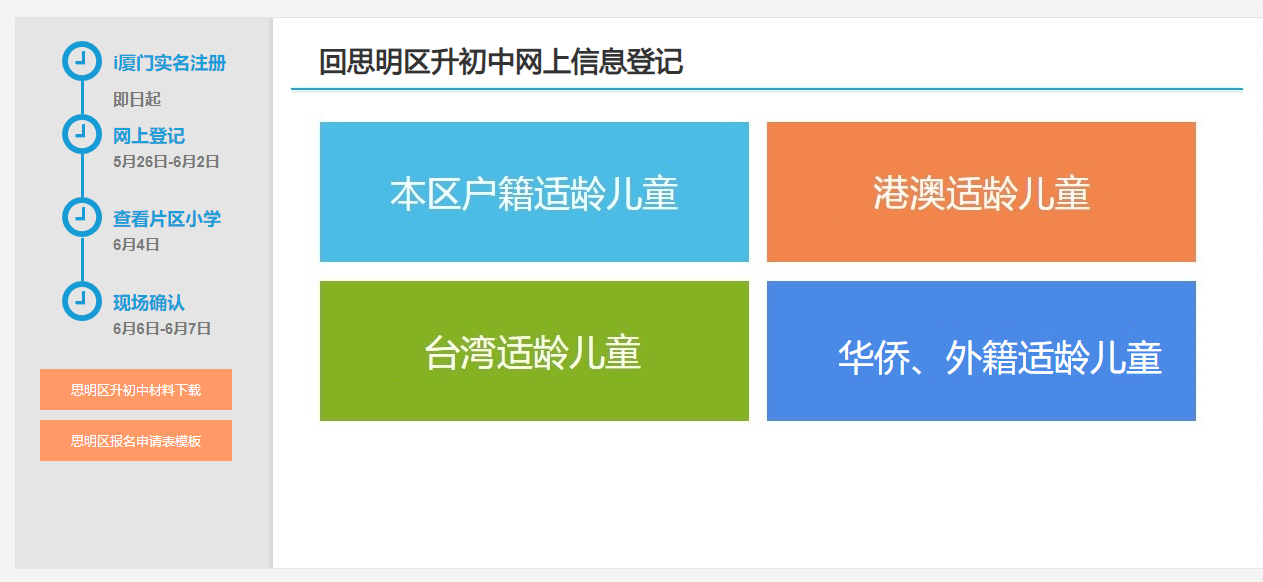 i厦门实名注册
即日起
网上登记
5月26日-6月2日
查看片区小学
6月4日
现场确认
6月6日-6月7日
思明区升初中材料下载
思明区报名申请表模板
回思明区升初中网上信息登记
本区户籍适龄儿童
港澳适龄儿童
台湾适龄儿童
华侨、外籍适龄儿童